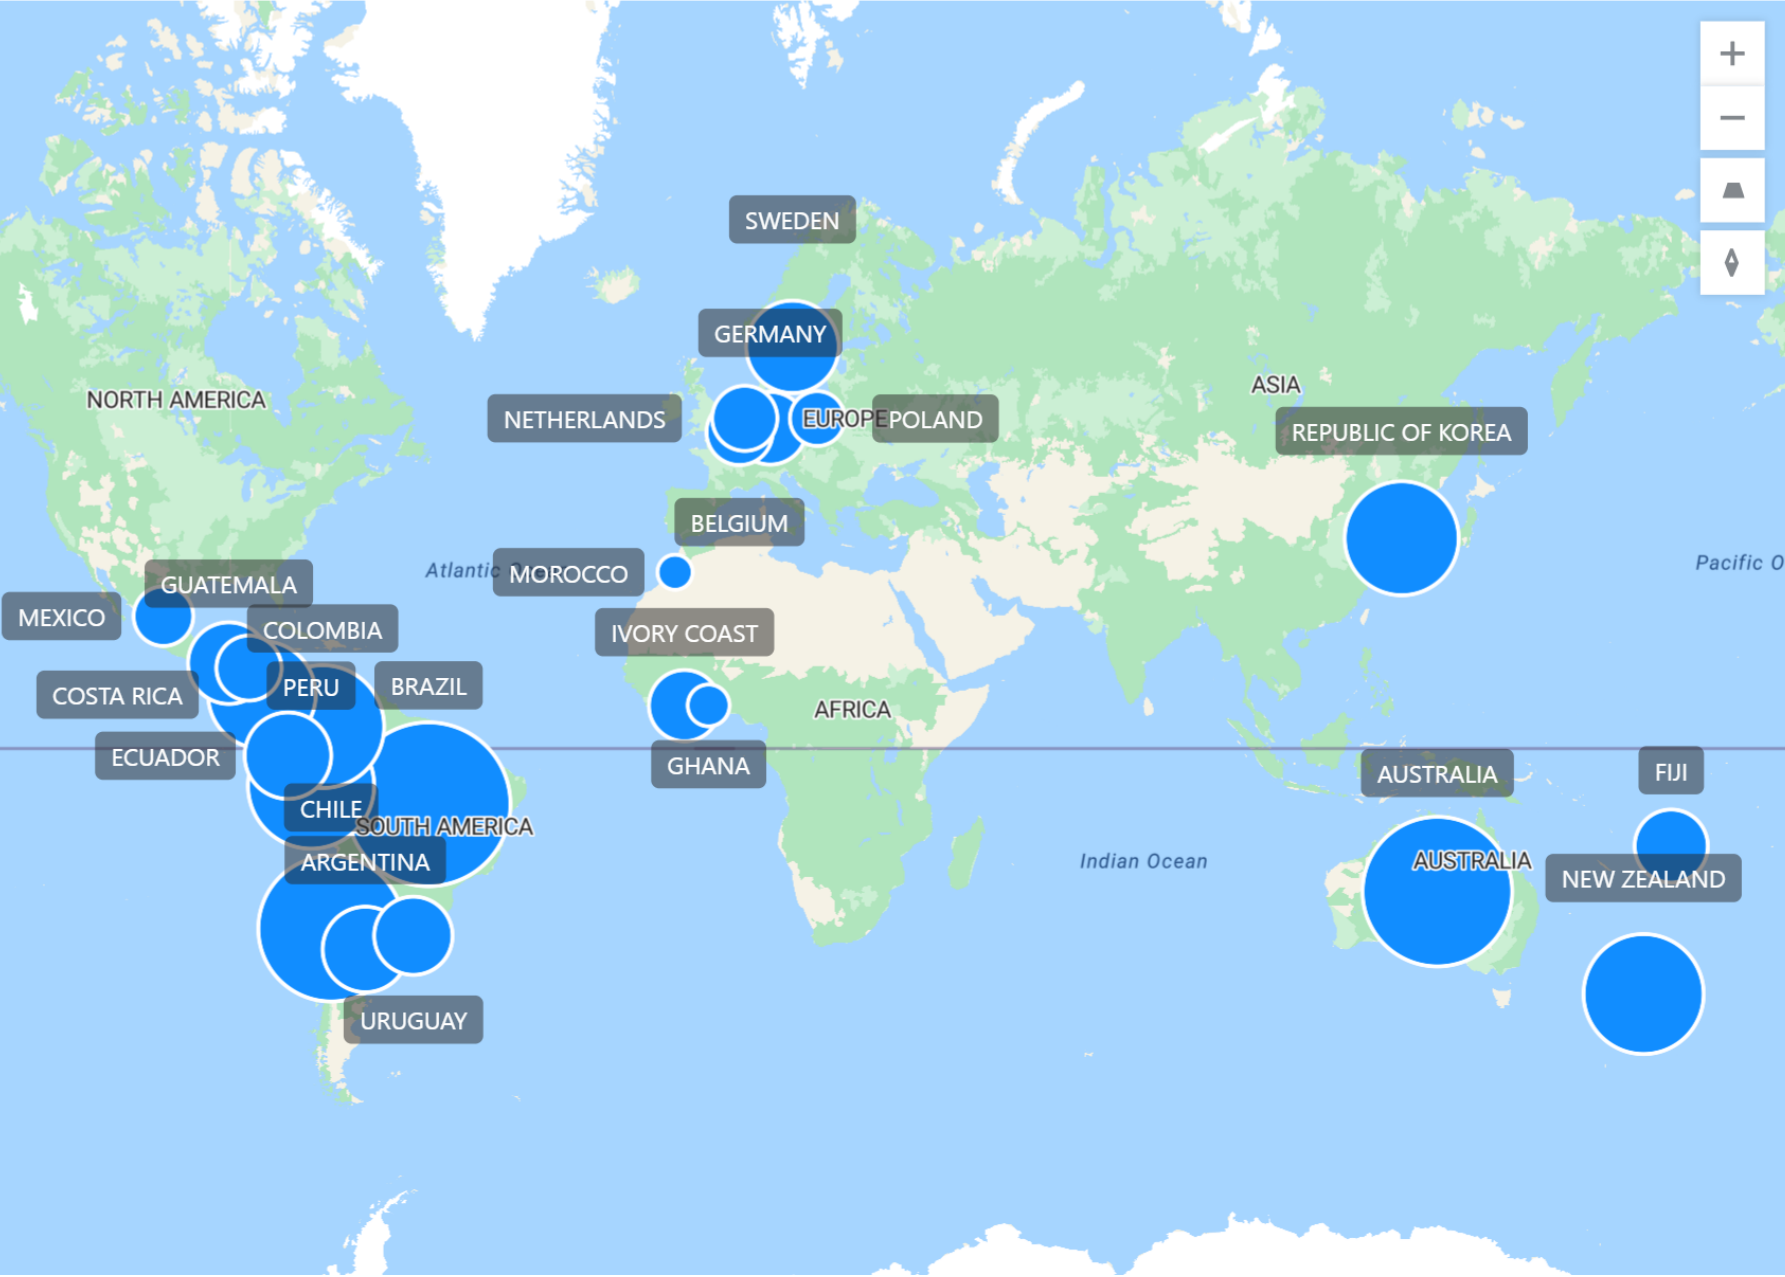 SWEDEN
GERMANY
ASIA
NORTH AMERICA
NETHERLANDS
EUROPE
POLAND
REPUBLIC OF KOREA
BELGIUM
Pacific O
Atlantic
MOROCCO
GUATEMALA
MEXICO
COLOMBIA
IVORY COAST
PERU
BRAZIL
COSTA RICA
AFRICA
ECUADOR
GHANA
AUSTRALIA
FIJI
CHILE
SOUTH AMERICA
ARGENTINA
Indian Ocean
AUSTRALIA
NEW ZEALAND
URUGUAY